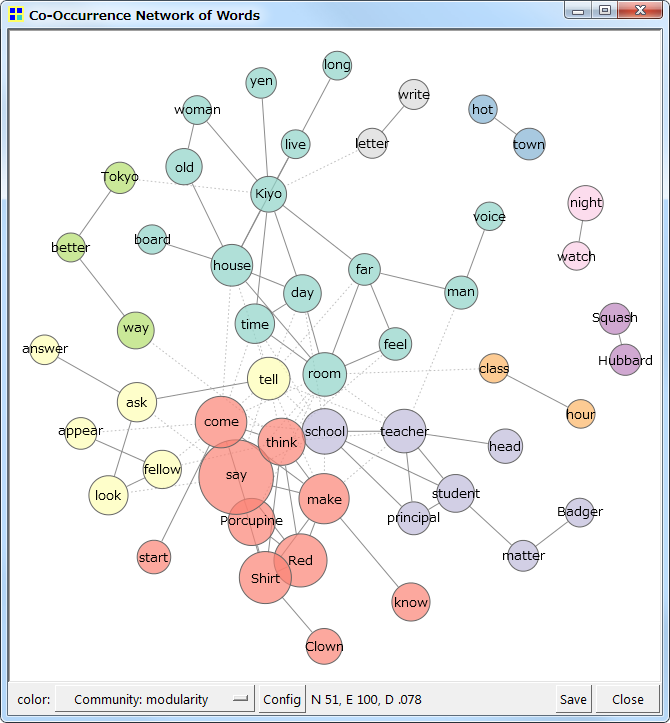 Co-Occurrence Network of Words
long
yen
write
woman
hot
letter
live
town
old
Tokyo
Kiyo
night
voice
board
better
watch
house
far
day
man
Squash
time
way
feel
answer
Hubbard
class
room
tell
ask
hour
come
appear
school
teacher
think
head
fellow
say
look
student
make
Badger
principal
Porcupine
start
matter
Red
Shirt
know
Clown
color:
Community: modularity
Config
N 51, E 100, D .078
Save
Close